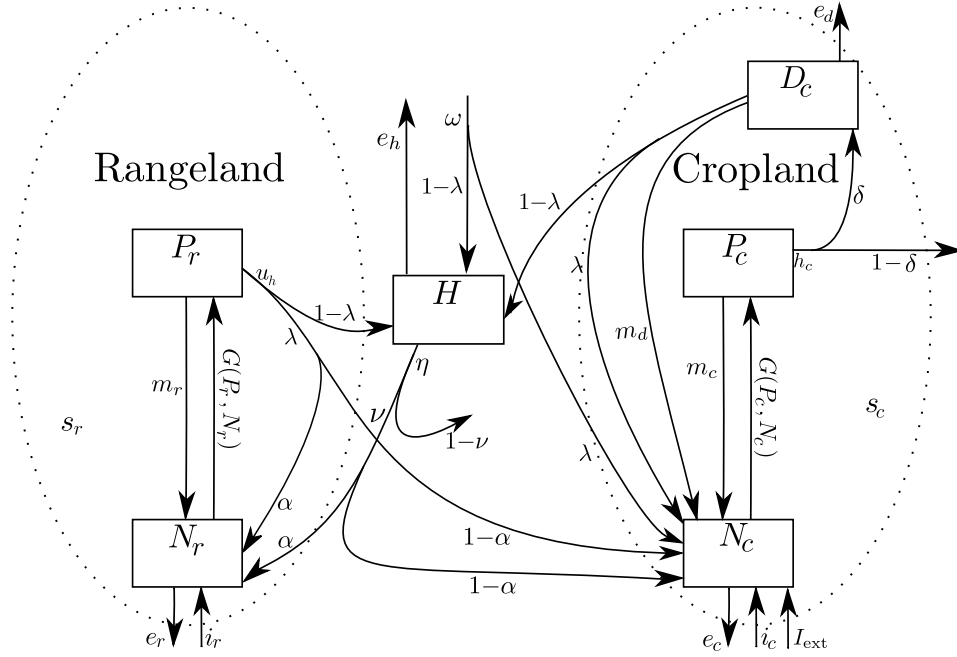 e_d
D_c
ω
e_h
Rangeland
Cropland
1−λ
1−λ
δ
P_r
P_c
u_h
h_c
1−δ
λ
H
1−λ
λ
m_d
η
m_r
G(P_r, N_r)
m_c
G(P_c, N_c)
s_r
ν
s_c
1−ν
λ
α
N_r
α
1−α
N_c
1−α
e_r
i_r
e_c
i_c
I_ext